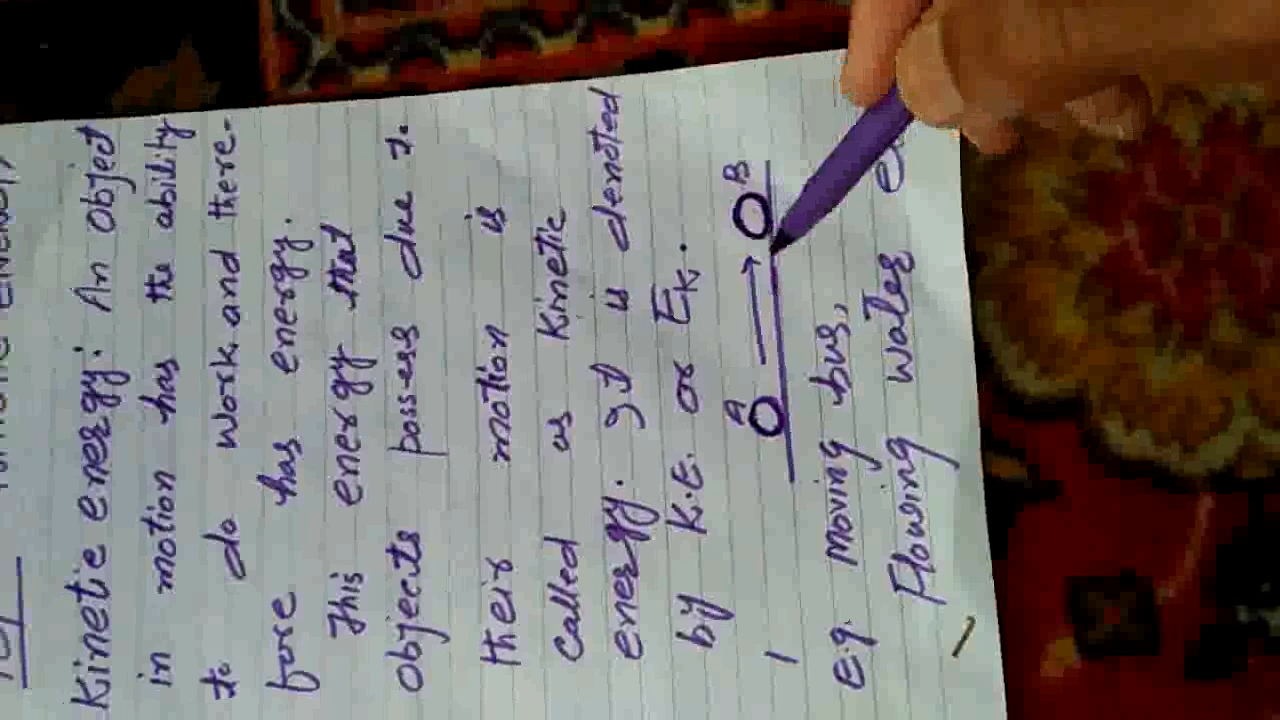 Kinetic energy: An object
in motion has the ability
to do work and there-
fore has energy.
This energy that
objects possess due to
their motion is
called as kinetic
energy. It is denoted
by K.E. or EK.
A B
e.g. Moving bus,
Flowing water